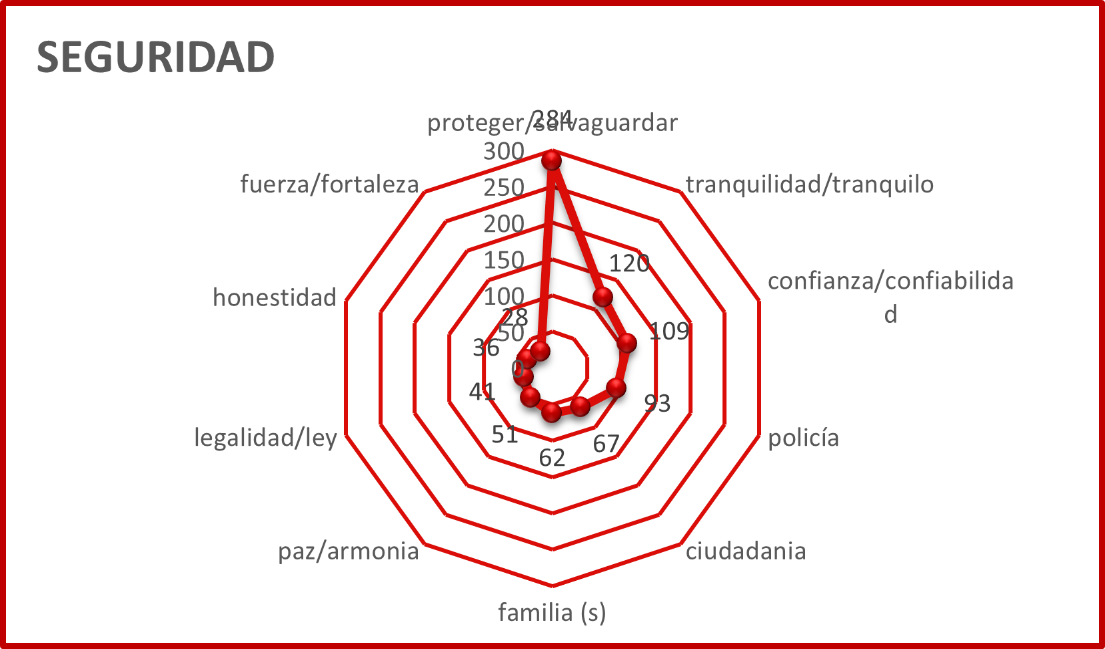 SEGURIDAD
284
proteger/salvaguardar
300
fuerza/fortaleza
tranquilidad/tranquilo
250
200
150
120
confianza/confiabilida
d
honestidad
100
28
50
109
36
0
41
93
51
67
62
legalidad/ley
policía
paz/armonia
ciudadania
familia (s)